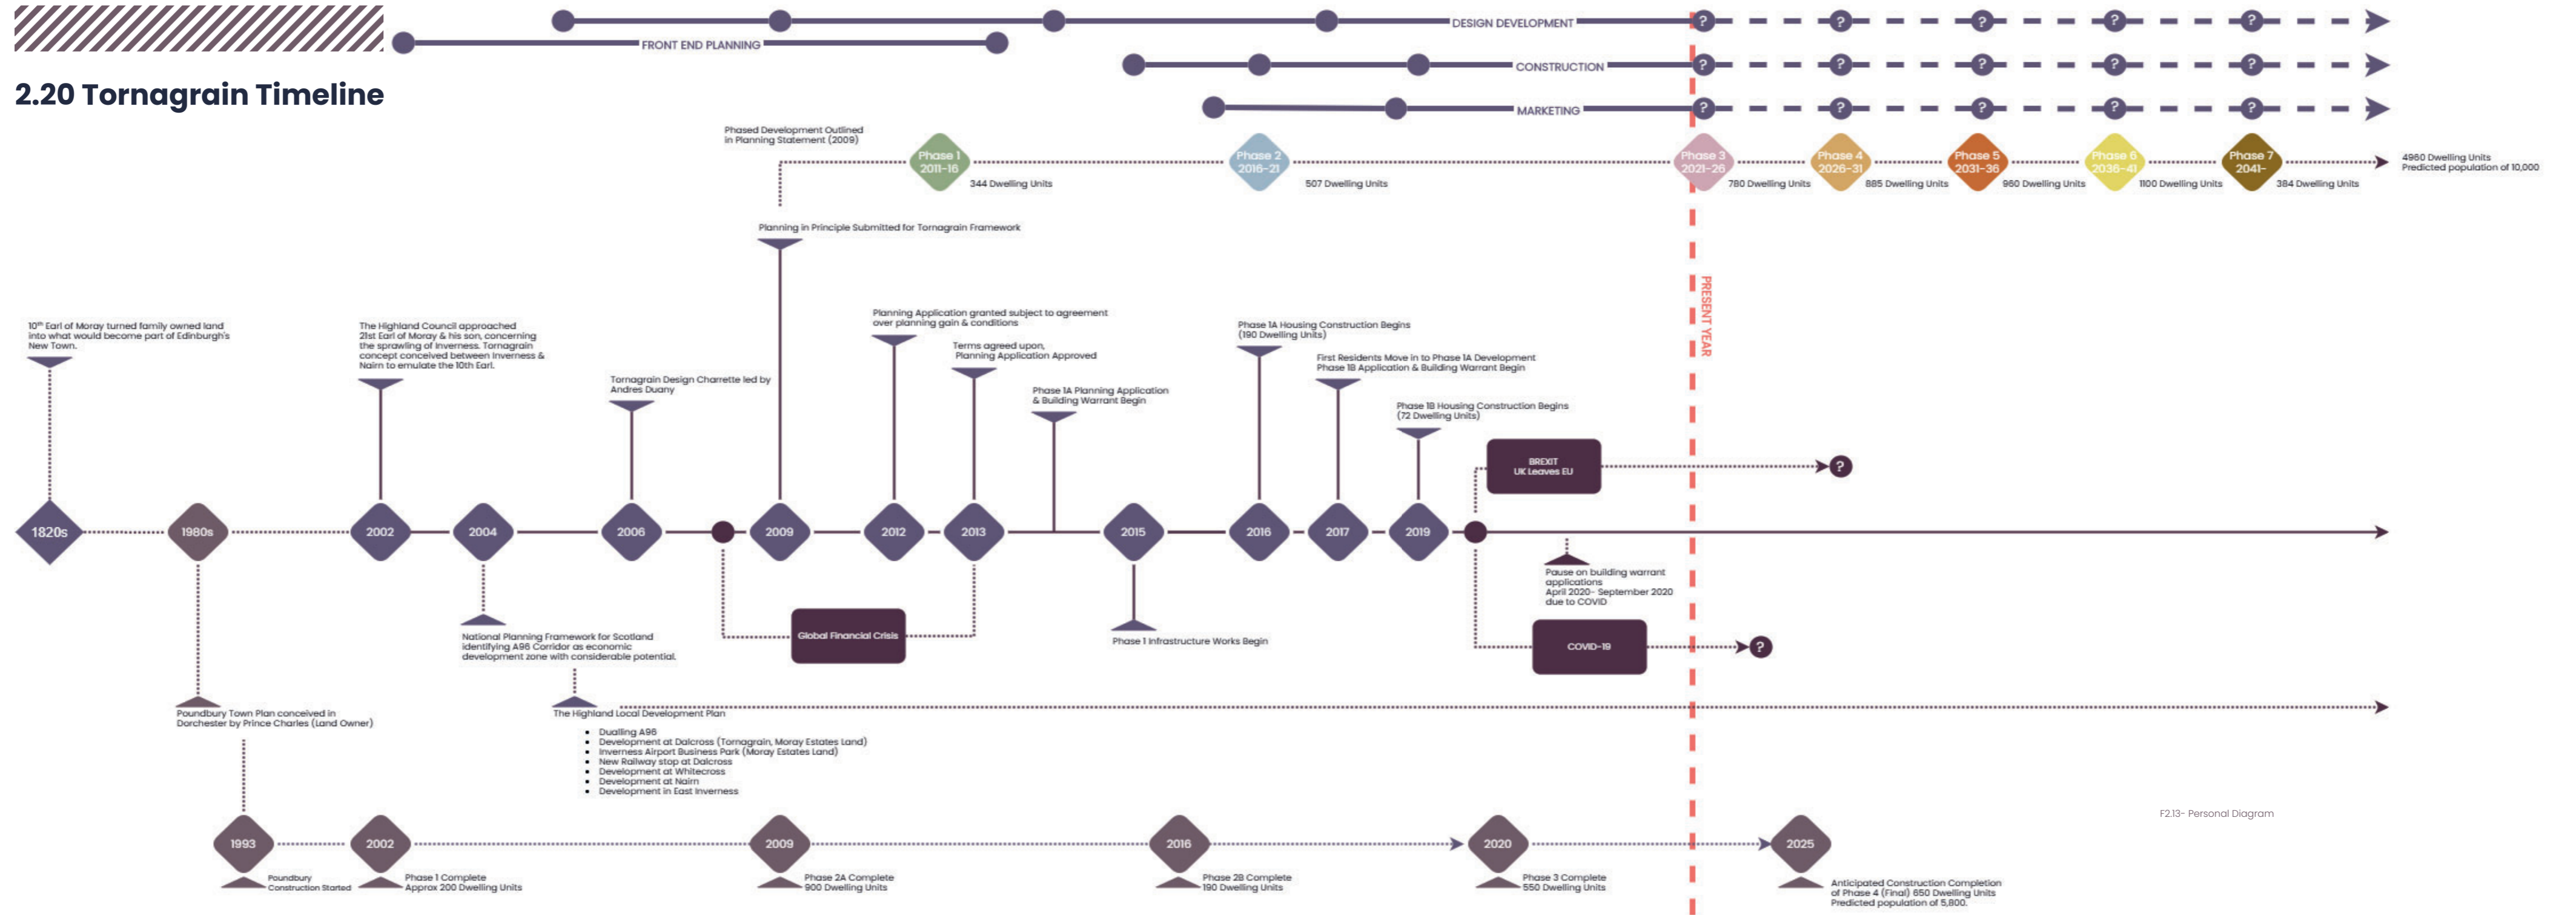 DESIGN DEVELOPMENT
?
?
?
?
?
FRONT END PLANNING
CONSTRUCTION
?
?
?
?
?
2.20 Tornagrain Timeline
MARKETING
?
?
?
?
?
Phased Development Outlined
in Planning Statement (2009)
Phase 1
2011-16
344 Dwelling Units
Phase 2
2016-21
507 Dwelling Units
Phase 3
2021-26
780 Dwelling Units
Phase 4
2026-31
885 Dwelling Units
Phase 5
2031-36
960 Dwelling Units
Phase 6
2036-41
1100 Dwelling Units
Phase 7
2041-
384 Dwelling Units
4960 Dwelling Units
Predicted population of 10,000
Planning in Principle Submitted for Tornagrain Framework
PRESENT YEAR
10th Earl of Moray turned family owned land
into what would become part of Edinburgh's
New Town.
The Highland Council approached
21st Earl of Moray & his son, concerning
the sprawling of Inverness. Tornagrain
concept conceived between Inverness &
Nairn to emulate the 10th Earl.
Tornagrain Design Charrette led by
Andres Duany
Planning Application granted subject to agreement
over planning gain & conditions
Terms agreed upon,
Planning Application Approved
Phase 1A Planning Application
& Building Warrant Begin
Phase 1A Housing Construction Begins
(190 Dwelling Units)
First Residents Move in to Phase 1A Development
Phase 1B Application & Building Warrant Begin
Phase 1B Housing Construction Begins
(72 Dwelling Units)
BREXIT
UK Leaves EU
?
1820s
1980s
2002
2004
2006
2009
2012
2013
2015
2016
2017
2019
Pause on building warrant
applications
April 2020- September 2020
due to COVID
National Planning Framework for Scotland
identifying A96 Corridor as economic
development zone with considerable potential.
Global Financial Crisis
Phase 1 Infrastructure Works Begin
COVID-19
?
Poundbury Town Plan conceived in
Dorchester by Prince Charles (Land Owner)
The Highland Local Development Plan
• Dualling A96
• Development at Dalcross (Tornagrain, Moray Estates Land)
• Inverness Airport Business Park (Moray Estates Land)
• New Railway stop at Dalcross
• Development at Whitecross
• Development at Nairn
• Development in East Inverness
F2.13- Personal Diagram
1993
2002
2009
2016
2020
2025
Poundbury
Construction Started
Phase 1 Complete
Approx 200 Dwelling Units
Phase 2A Complete
900 Dwelling Units
Phase 2B Complete
190 Dwelling Units
Phase 3 Complete
550 Dwelling Units
Anticipated Construction Completion
of Phase 4 (Final) 650 Dwelling Units
Predicted population of 5,800.